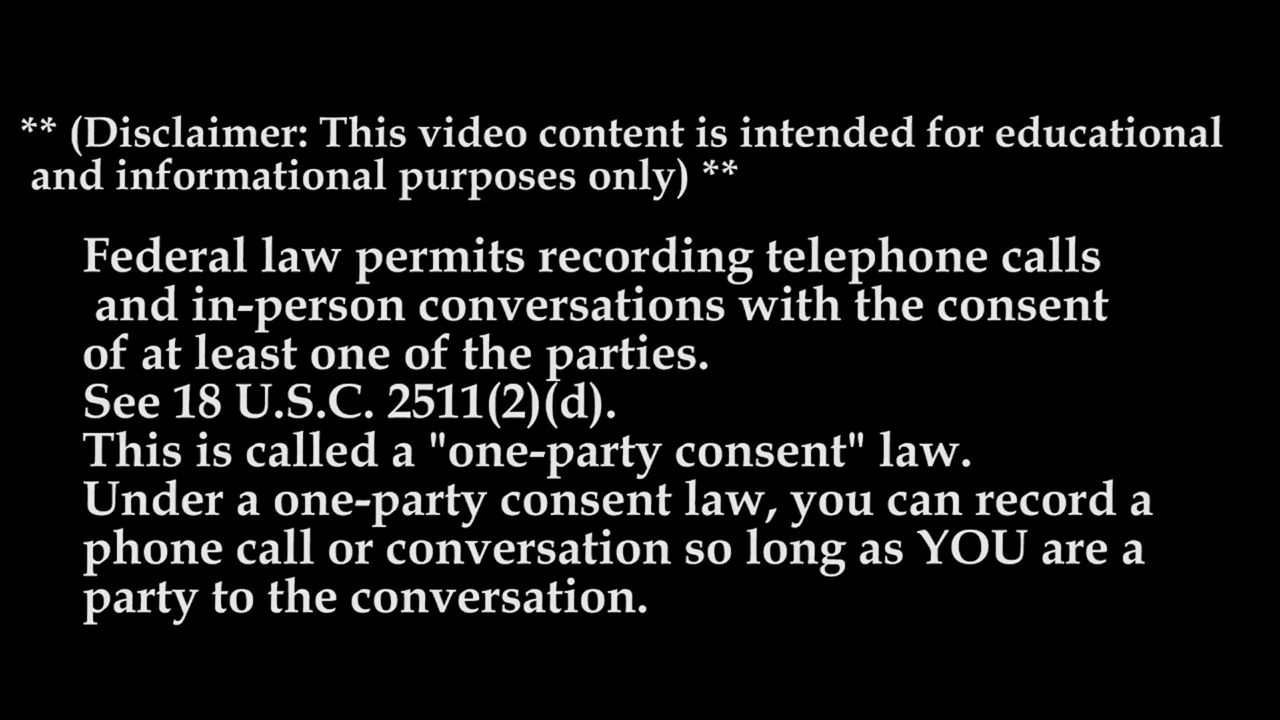 ** (Disclaimer: This video content is intended for educational
and informational purposes only) **
Federal law permits recording telephone calls
and in-person conversations with the consent
of at least one of the parties.
See 18 U.S.C. 2511(2)(d).
This is called a "one-party consent" law.
Under a one-party consent law, you can record a
phone call or conversation so long as YOU are a
party to the conversation.